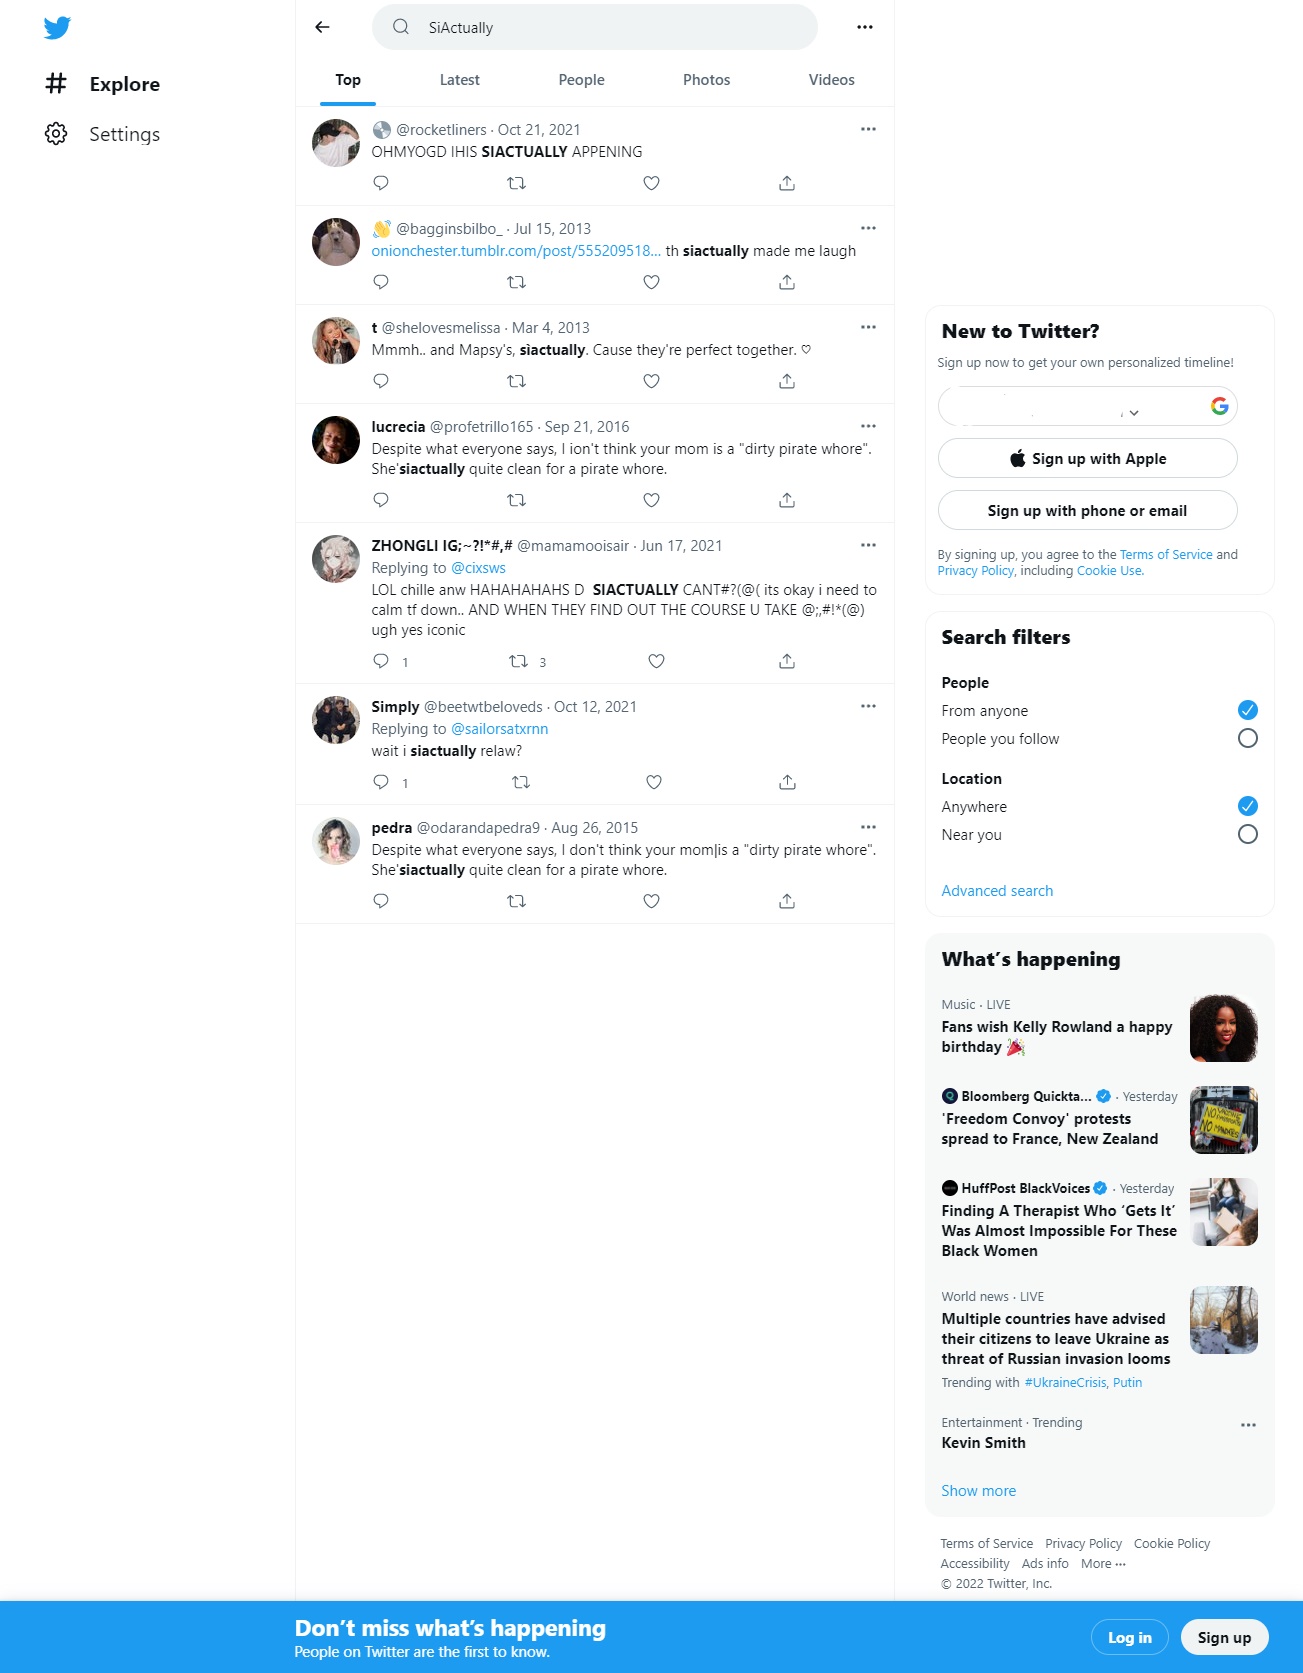 Explore
Settings
SiActually
Top Latest People Photos Videos
@rocketliners · Oct 21, 2021
OHMYOGD IHIS SIACTUALLY APPENING
@bagginsbilbo_ · Jul 15, 2013
onionchester.tumblr.com/post/555209518... th siactually made me laugh
t @shelovesmelissa · Mar 4, 2013
Mmmh.. and Mapsy's, sìactually. Cause they're perfect together. ♡
lucrecia @profetrillo165 · Sep 21, 2016
Despite what everyone says, I ion't think your mom is a "dirty pirate whore".
She'siactually quite clean for a pirate whore.
ZHONGLI IG;~?!*#,# @mamamooisair · Jun 17, 2021
Replying to @cixsws
LOL chille anw HAHAHAHAHS D SIACTUALLY CANT#?(@( its okay i need to
calm tf down.. AND WHEN THEY FIND OUT THE COURSE U TAKE @;,#!*(@)
ugh yes iconic
1 3
Simply @beetwtbeloveds · Oct 12, 2021
Replying to @sailorsatxrnn
wait i siactually relaw?
1
pedra @odarandapedra9 · Aug 26, 2015
Despite what everyone says, I don't think your mom|is a "dirty pirate whore".
She'siactually quite clean for a pirate whore.
New to Twitter?
Sign up now to get your own personalized timeline!
Sign up with Apple
Sign up with phone or email
By signing up, you agree to the Terms of Service and
Privacy Policy, including Cookie Use.
Search filters
People
From anyone
People you follow
Location
Anywhere
Near you
Advanced search
What's happening
Music · LIVE
Fans wish Kelly Rowland a happy
birthday 🎉
Bloomberg Quickta... · Yesterday
'Freedom Convoy' protests
spread to France, New Zealand
NO MANDATES
HuffPost BlackVoices · Yesterday
Finding A Therapist Who ‘Gets It’
Was Almost Impossible For These
Black Women
World news · LIVE
Multiple countries have advised
their citizens to leave Ukraine as
threat of Russian invasion looms
Trending with #UkraineCrisis, Putin
Entertainment · Trending
Kevin Smith
Show more
Terms of Service Privacy Policy Cookie Policy
Accessibility Ads info More ···
© 2022 Twitter, Inc.
Don’t miss what’s happening
People on Twitter are the first to know.
Log in
Sign up